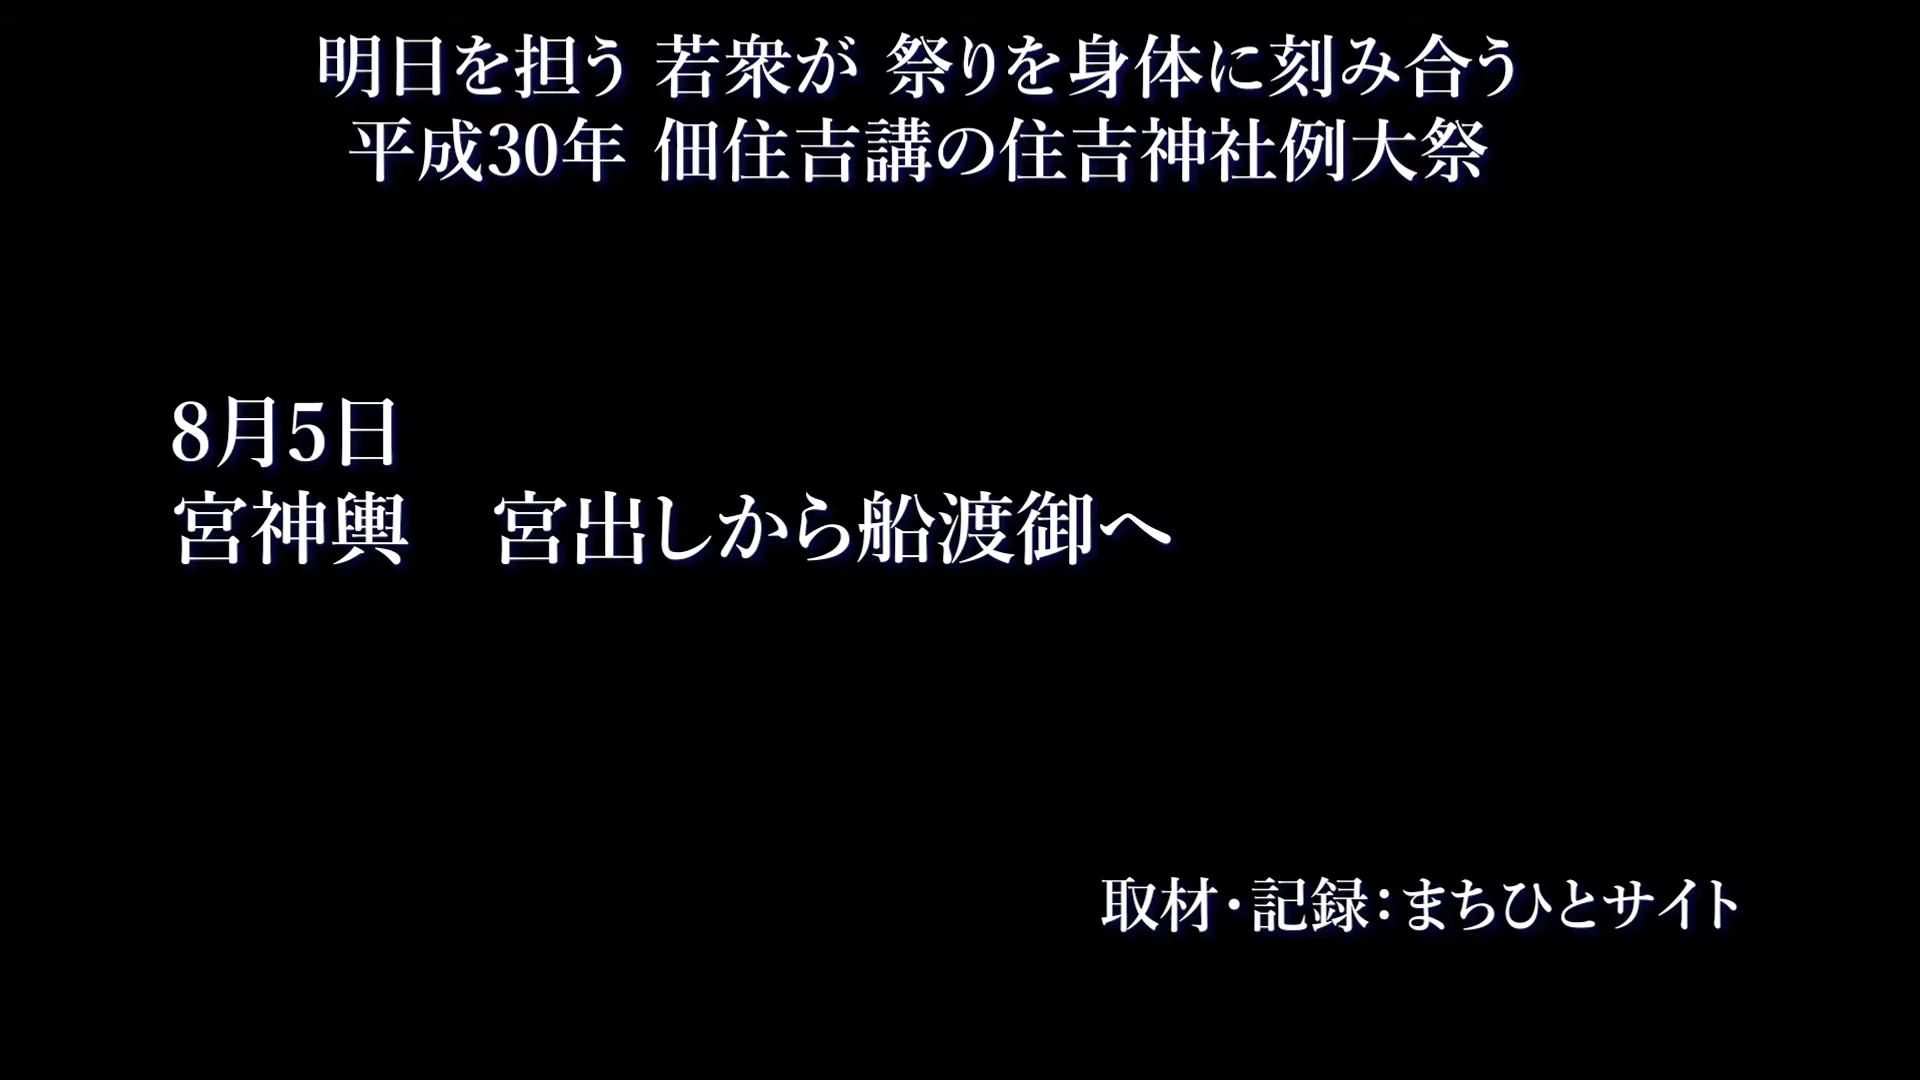 明日を担う 若衆が 祭りを身体に刻み合う
平成30年 佃住吉講の住吉神社例大祭
8月5日
宮神輿　宮出しから船渡御へ
取材・記録：まちひとサイト